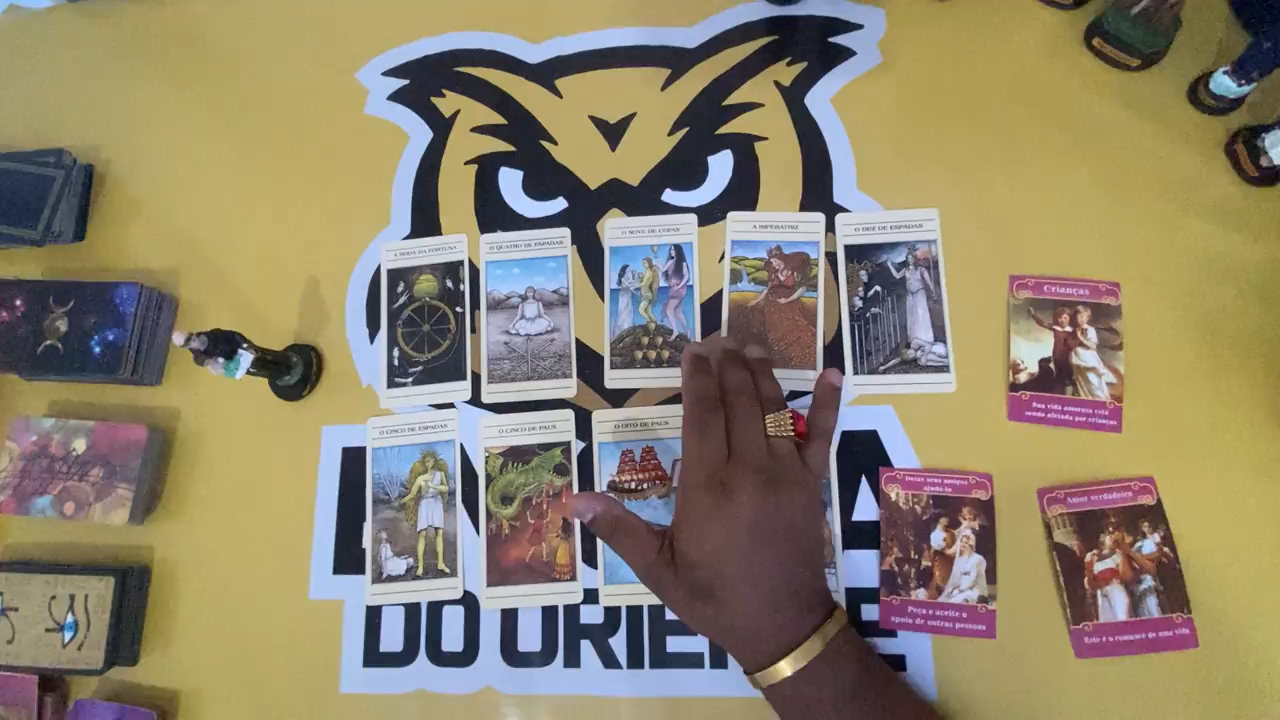 A RODA DA FORTUNA
O QUATRO DE ESPADAS
O NOVE DE COPAS
A IMPERATRIZ
O DEZ DE ESPADAS
Crianças
Sua vida amorosa está
sendo afetada por crianças
O CINCO DE ESPADAS
O CINCO DE PAUS
O OITO DE PAUS
Deixe seus amigos
ajudá-lo
Peça e aceite o
apoio de outras pessoas
Amor verdadeiro
Este é o romance de uma vida
DO ORIEN